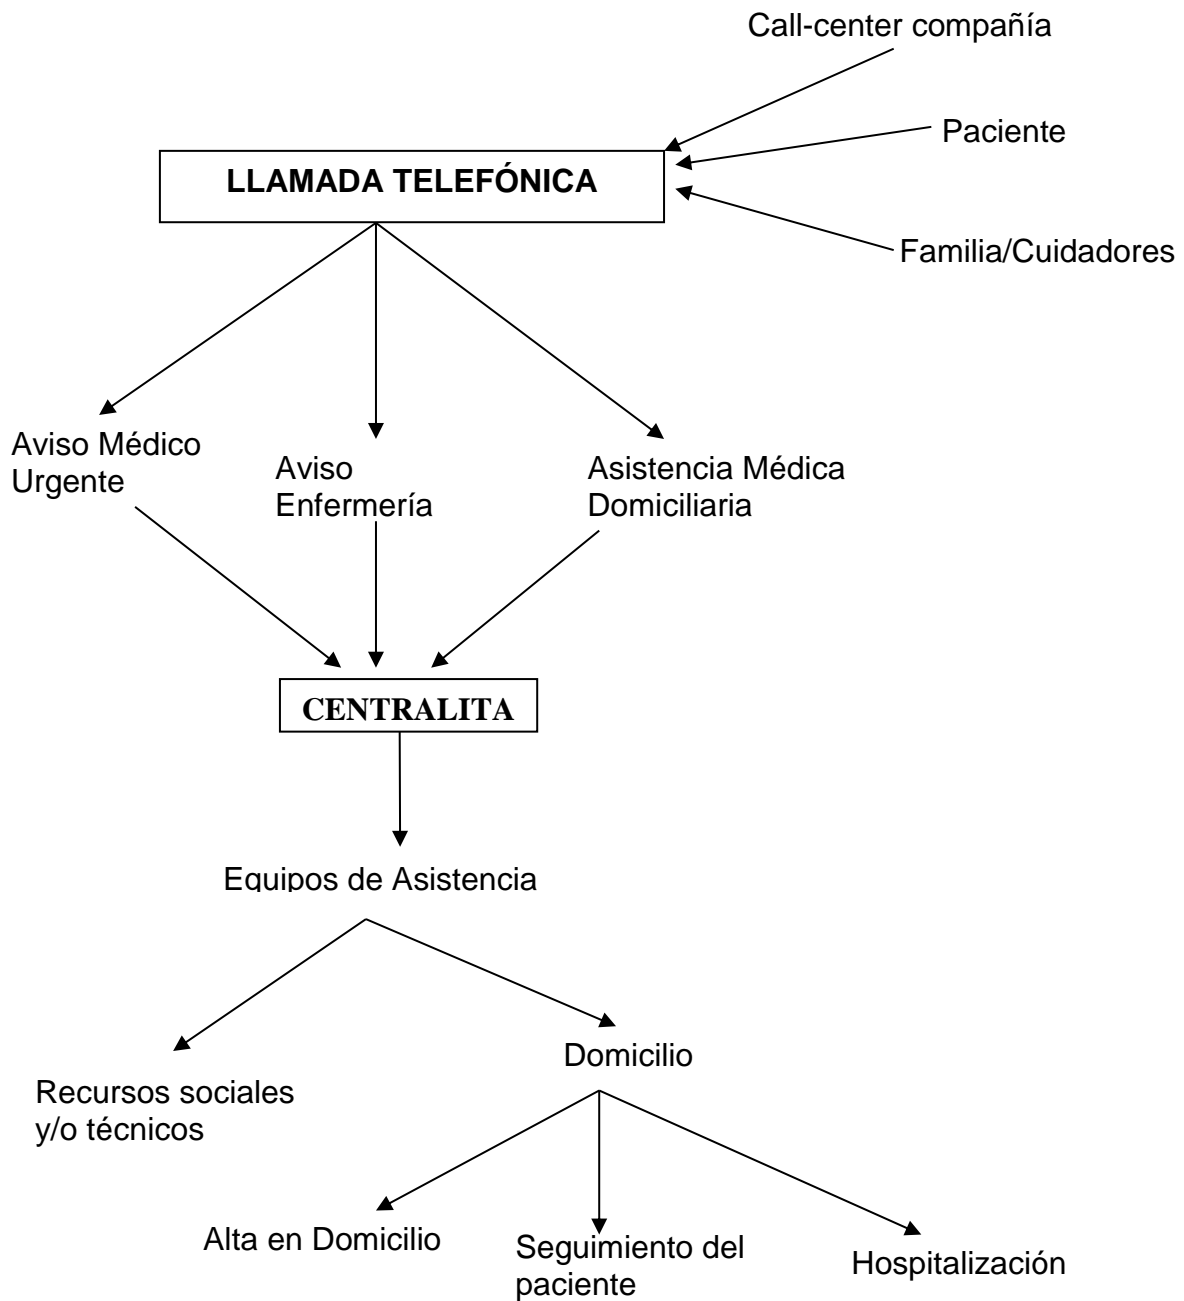 Call-center compañía
Paciente
LLAMADA TELEFÓNICA
Familia/Cuidadores
Aviso Médico
Urgente
Aviso
Enfermería
Asistencia Médica
Domiciliaria
CENTRALITA
Equipos de Asistencia
Domicilio
Recursos sociales
y/o técnicos
Alta en Domicilio
Seguimiento del
paciente
Hospitalización